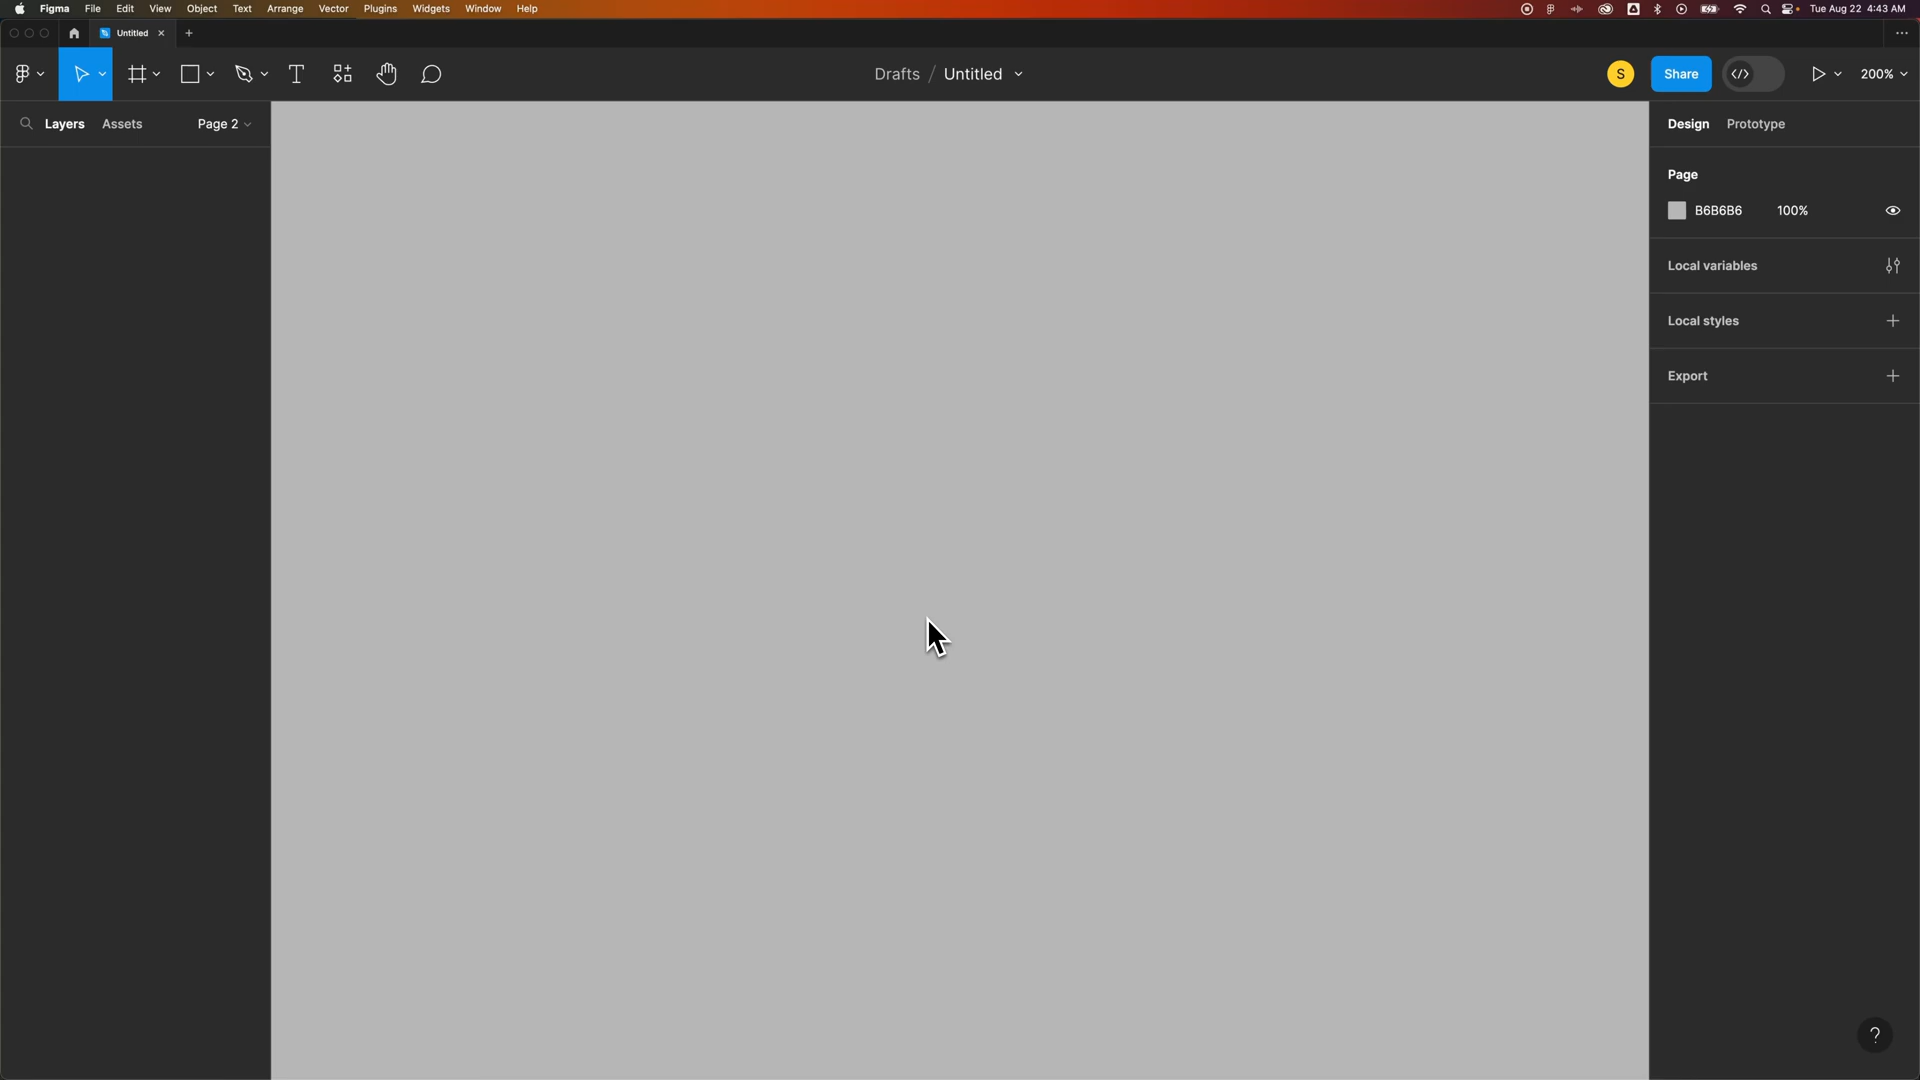 Figma File Edit View Object Text Arrange Vector Plugins Widgets Window Help Tue Aug 22 4:43 AM
Untitled
Drafts / Untitled S Share 200%
Layers Assets Page 2 Design Prototype
Page
B6B6B6 100%
Local variables
Local styles
Export
?